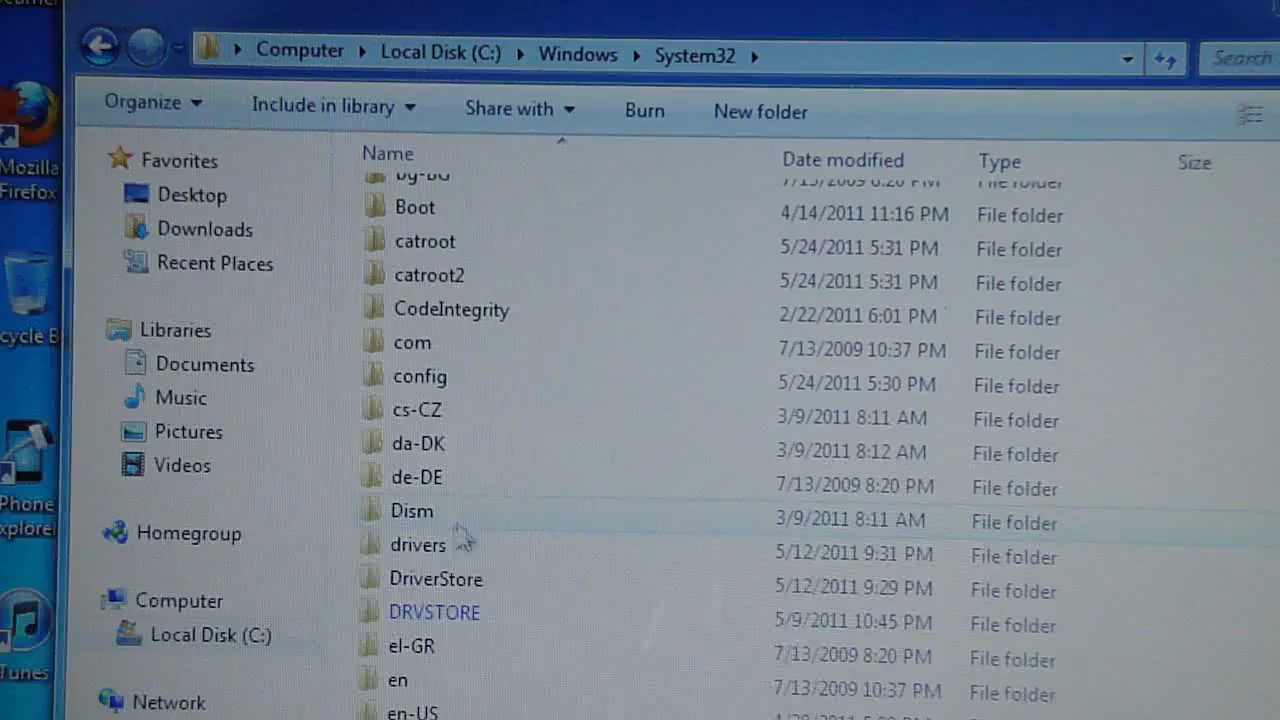 Computer Local Disk (C:) Windows System32 Search
Organize Include in library Share with Burn New folder
Mozilla
Firefox
Phone
iTunes
Favorites
Desktop
Downloads
Recent Places
Libraries
Documents
Music
Pictures
Videos
Homegroup
Computer
Local Disk (C:)
Network
Name Date modified Type Size
Boot 4/14/2011 11:16 PM File folder
catroot 5/24/2011 5:31 PM File folder
catroot2 5/24/2011 5:31 PM File folder
CodeIntegrity 2/22/2011 6:01 PM File folder
com 7/13/2009 10:37 PM File folder
config 5/24/2011 5:30 PM File folder
cs-CZ 3/9/2011 8:11 AM File folder
da-DK 3/9/2011 8:12 AM File folder
de-DE 7/13/2009 8:20 PM File folder
Dism 3/9/2011 8:11 AM File folder
drivers 5/12/2011 9:31 PM File folder
DriverStore 5/12/2011 9:29 PM File folder
DRVSTORE 5/9/2011 10:45 PM File folder
el-GR 7/13/2009 8:20 PM File folder
en 7/13/2009 10:37 PM File folder
en-US